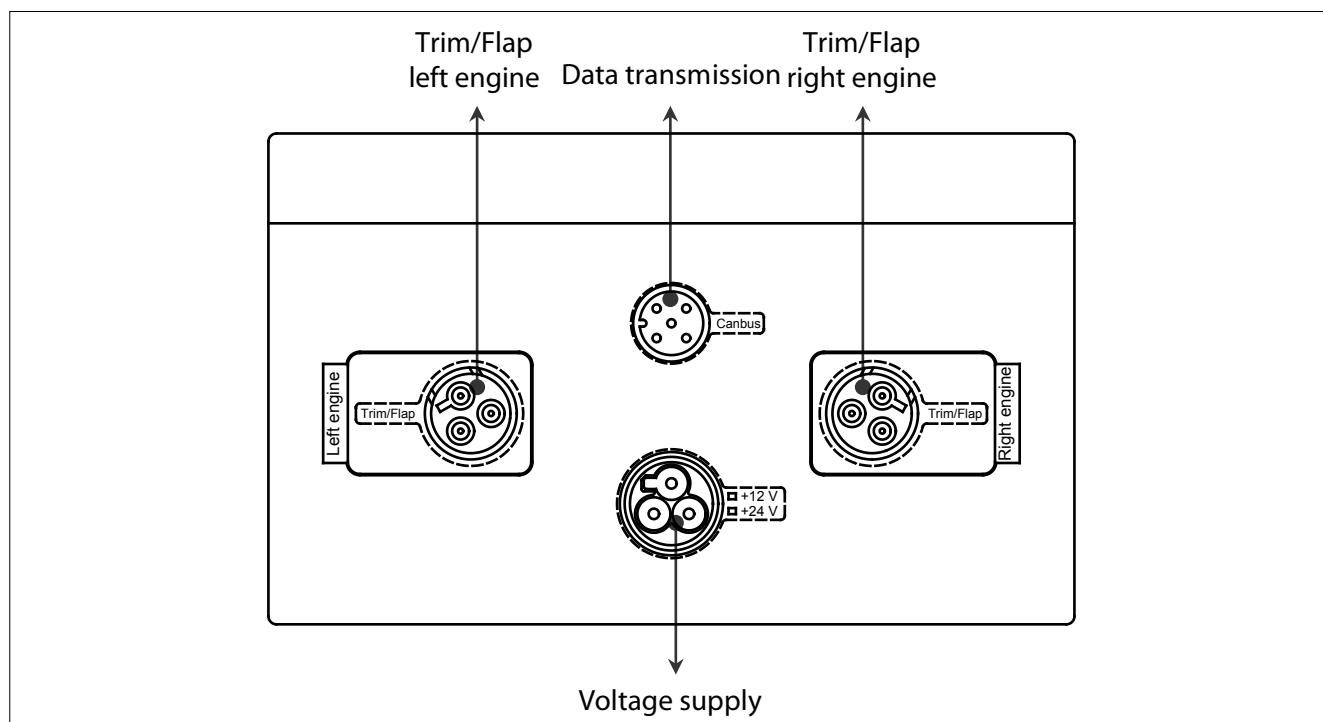 Trim/Flap
left engine
Data transmission
Trim/Flap
right engine
Canbus
Left engine
Trim/Flap
Trim/Flap
Right engine
+12 V
+24 V
Voltage supply